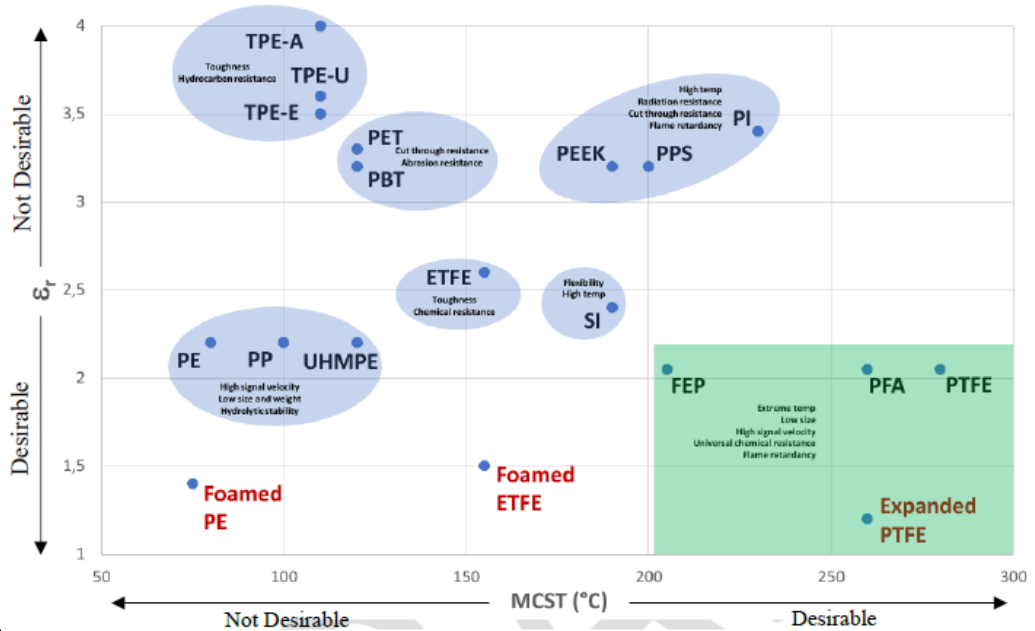 4
TPE-A
Toughness
Hydrocarbon resistance
TPE-U
TPE-E
3,5
PET
Cut through resistance
Abrasion resistance
PBT
High temp
Radiation resistance
Cut through resistance
Flame retardancy
PI
PEEK
PPS
3
Not Desirable
εr
Desirable
2,5
ETFE
Toughness
Chemical resistance
Flexibility
High temp
SI
PE
PP
UHMPE
High signal velocity
Low size and weight
Hydrolytic stability
2
FEP
PFA
PTFE
Extreme temp
Low size
High signal velocity
Universal chemical resistance
Flame retardancy
1,5
Foamed
PE
Foamed
ETFE
Expanded
PTFE
1
50
100
150
200
250
300
MCST (°C)
Not Desirable
Desirable